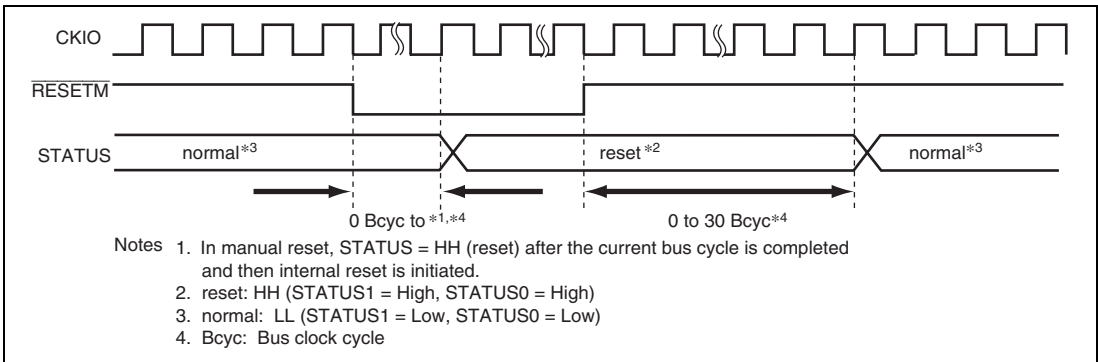 CKIO
RESETM
STATUS normal*3 reset*2 normal*3
0 Bcyc to *1,*4 0 to 30 Bcyc*4
Notes 1. In manual reset, STATUS = HH (reset) after the current bus cycle is completed
and then internal reset is initiated.
2. reset: HH (STATUS1 = High, STATUS0 = High)
3. normal: LL (STATUS1 = Low, STATUS0 = Low)
4. Bcyc: Bus clock cycle